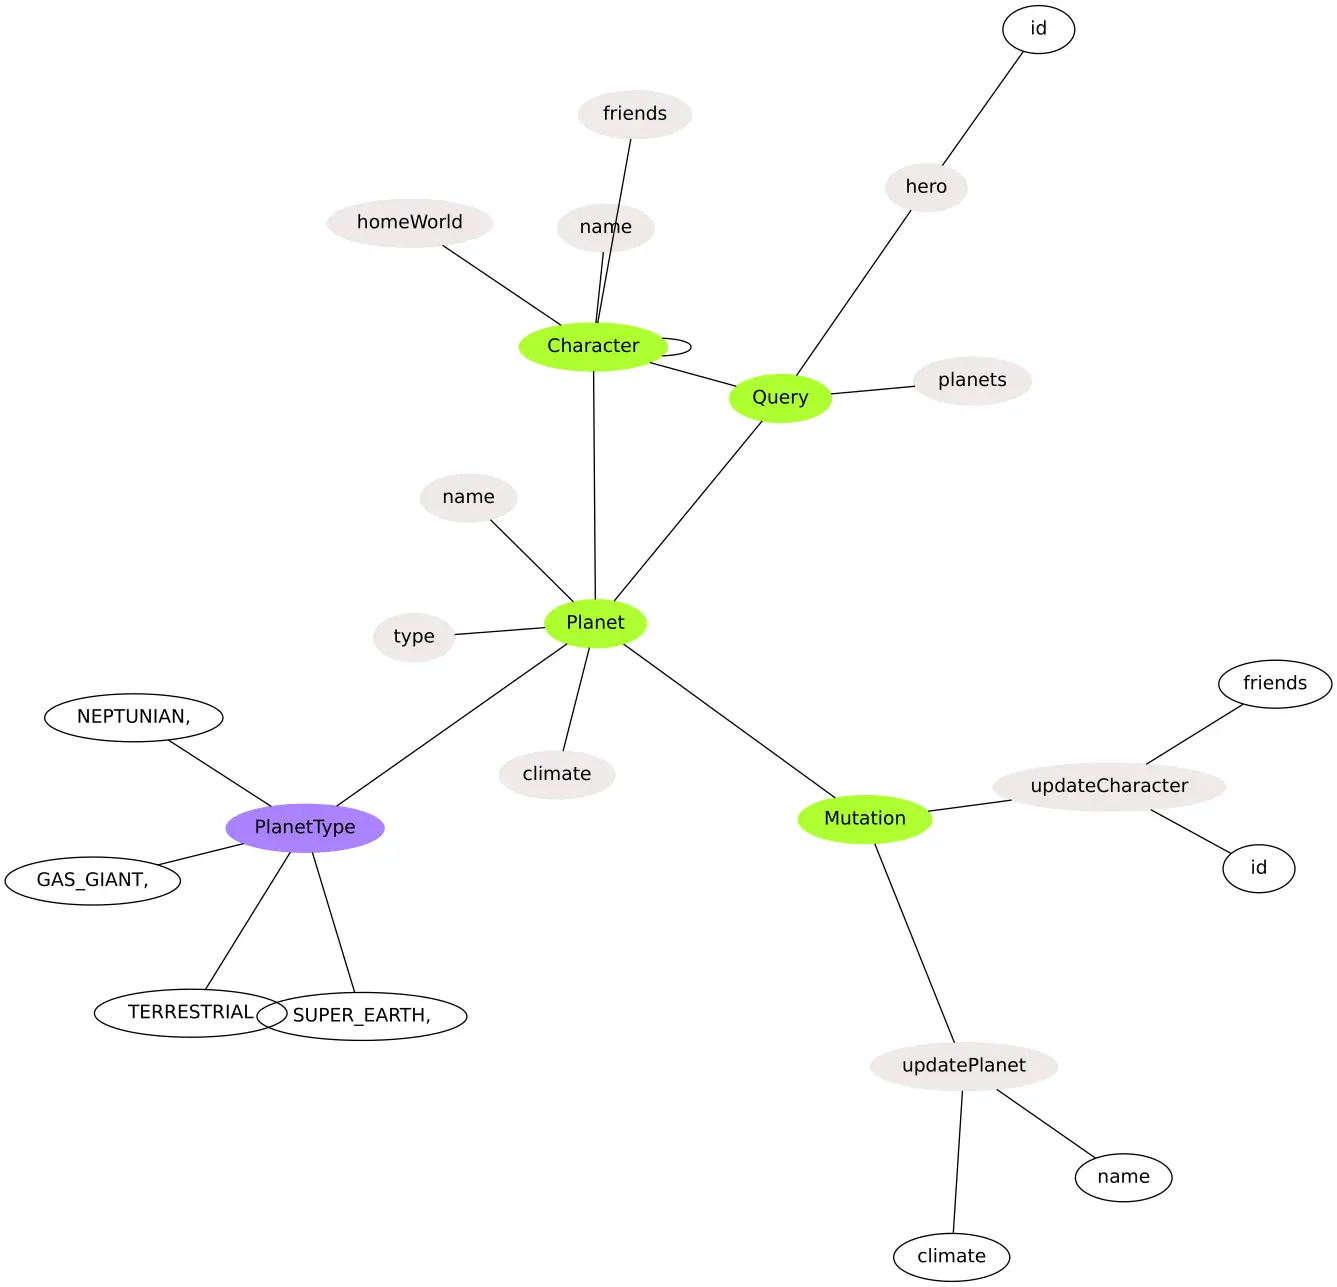 id
friends
hero
homeWorld
name
Character
planets
Query
name
Planet
type
friends
NEPTUNIAN,
climate
updateCharacter
Mutation
PlanetType
id
GAS_GIANT,
TERRESTRIAL
SUPER_EARTH,
updatePlanet
name
climate